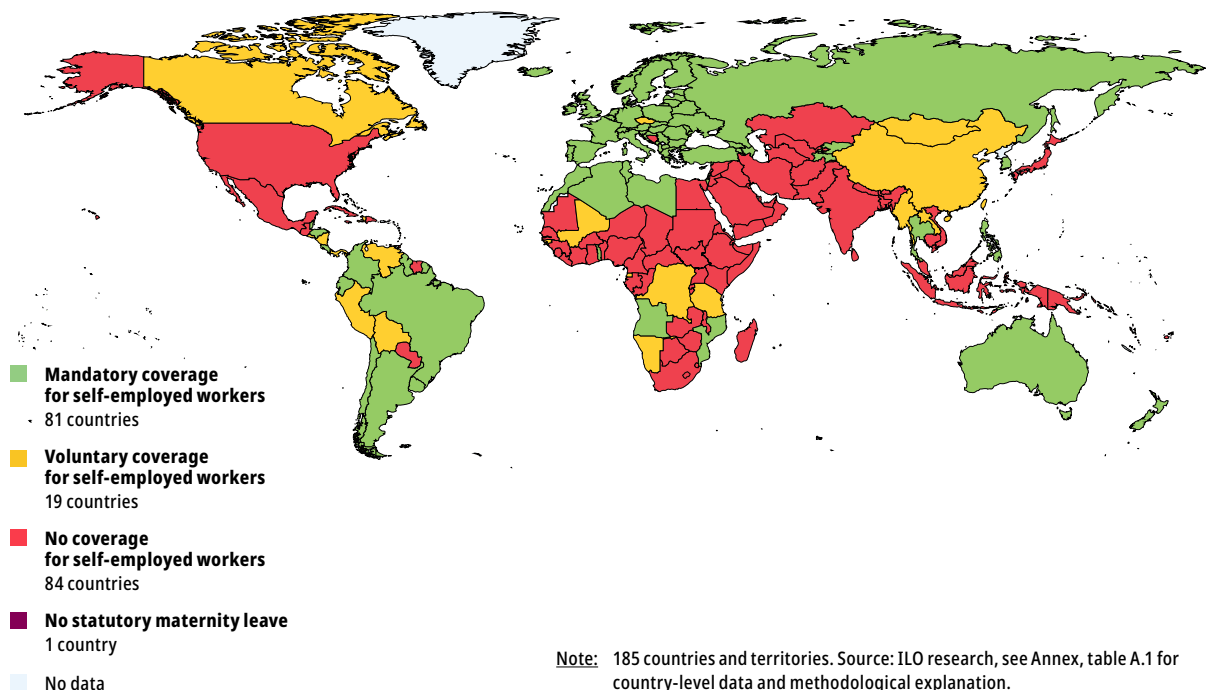 Mandatory coverage
for self-employed workers
81 countries
Voluntary coverage
for self-employed workers
19 countries
No coverage
for self-employed workers
84 countries
No statutory maternity leave
1 country
No data
Note: 185 countries and territories. Source: ILO research, see Annex, table A.1 for
country-level data and methodological explanation.